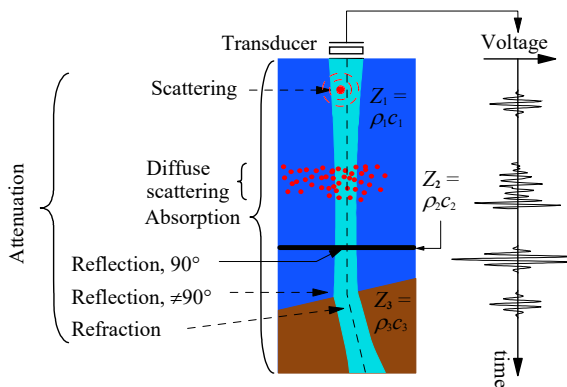 Transducer
Voltage
Scattering
Z₁ =
ρ₁c₁
Attenuation
Diffuse
scattering
Absorption
Z₂ =
ρ₂c₂
Reflection, 90°
Reflection, ≠90°
Z₃ =
ρ₃c₃
Refraction
time